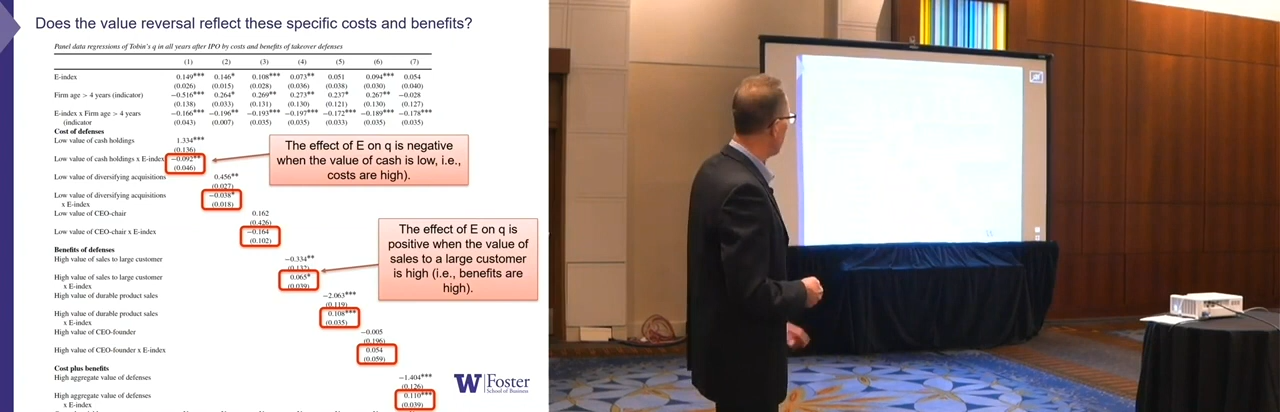 Does the value reversal reflect these specific costs and benefits?
Panel data regressions of Tobin's q in all years after IPO by costs and benefits of takeover defenses
(1) (2) (3) (4) (5) (6) (7)
E-index 0.149*** 0.146* 0.108*** 0.073** 0.051 0.094*** 0.054
(0.026) (0.015) (0.028) (0.036) (0.038) (0.030) (0.040)
Firm age > 4 years (indicator) −0.516*** 0.264* 0.269** 0.273** 0.237* 0.267** −0.028
(0.138) (0.033) (0.131) (0.130) (0.121) (0.130) (0.127)
E-index x Firm age > 4 years −0.166*** −0.196** −0.193*** −0.197*** −0.172*** −0.189*** −0.178***
(indicator (0.043) (0.007) (0.035) (0.035) (0.033) (0.035) (0.035)
Cost of defenses
Low value of cash holdings 1.334***
(0.136)
Low value of cash holdings x E-index −0.092**
(0.046)
Low value of diversifying acquisitions 0.456**
(0.027)
Low value of diversifying acquisitions −0.038*
x E-index (0.018)
Low value of CEO-chair 0.162
(0.426)
Low value of CEO-chair x E-index −0.164
(0.102)
Benefits of defenses
High value of sales to large customer −0.334**
(0.132)
High value of sales to large customer 0.065*
x E-index (0.039)
High value of durable product sales −2.063***
(0.119)
High value of durable product sales 0.108***
x E-index (0.035)
High value of CEO-founder −0.005
(0.196)
High value of CEO-founder x E-index 0.054
(0.059)
Cost plus benefits
High aggregate value of defenses −1.404***
(0.126)
High aggregate value of defenses 0.110***
x E-index (0.039)
The effect of E on q is negative
when the value of cash is low, i.e.,
costs are high).
The effect of E on q is
positive when the value of
sales to a large customer
is high (i.e., benefits are
high).
W Foster
School of Business